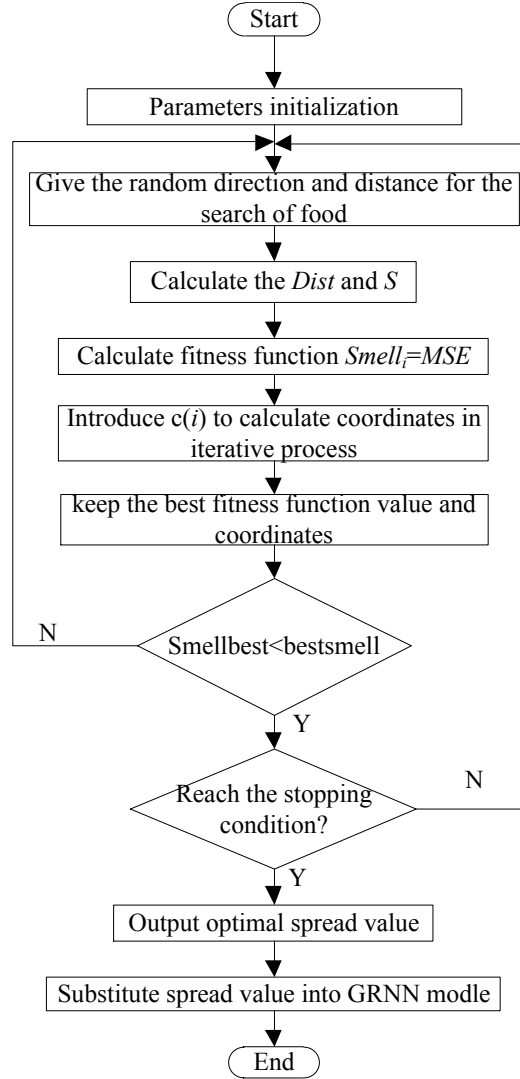 Start
Parameters initialization
Give the random direction and distance for the
search of food
Calculate the Dist and S
Calculate fitness function Smellᵢ=MSE
Introduce c(i) to calculate coordinates in
iterative process
keep the best fitness function value and
coordinates
N
Smellbest<bestsmell
Y
N
Reach the stopping
condition?
Y
Output optimal spread value
Substitute spread value into GRNN modle
End